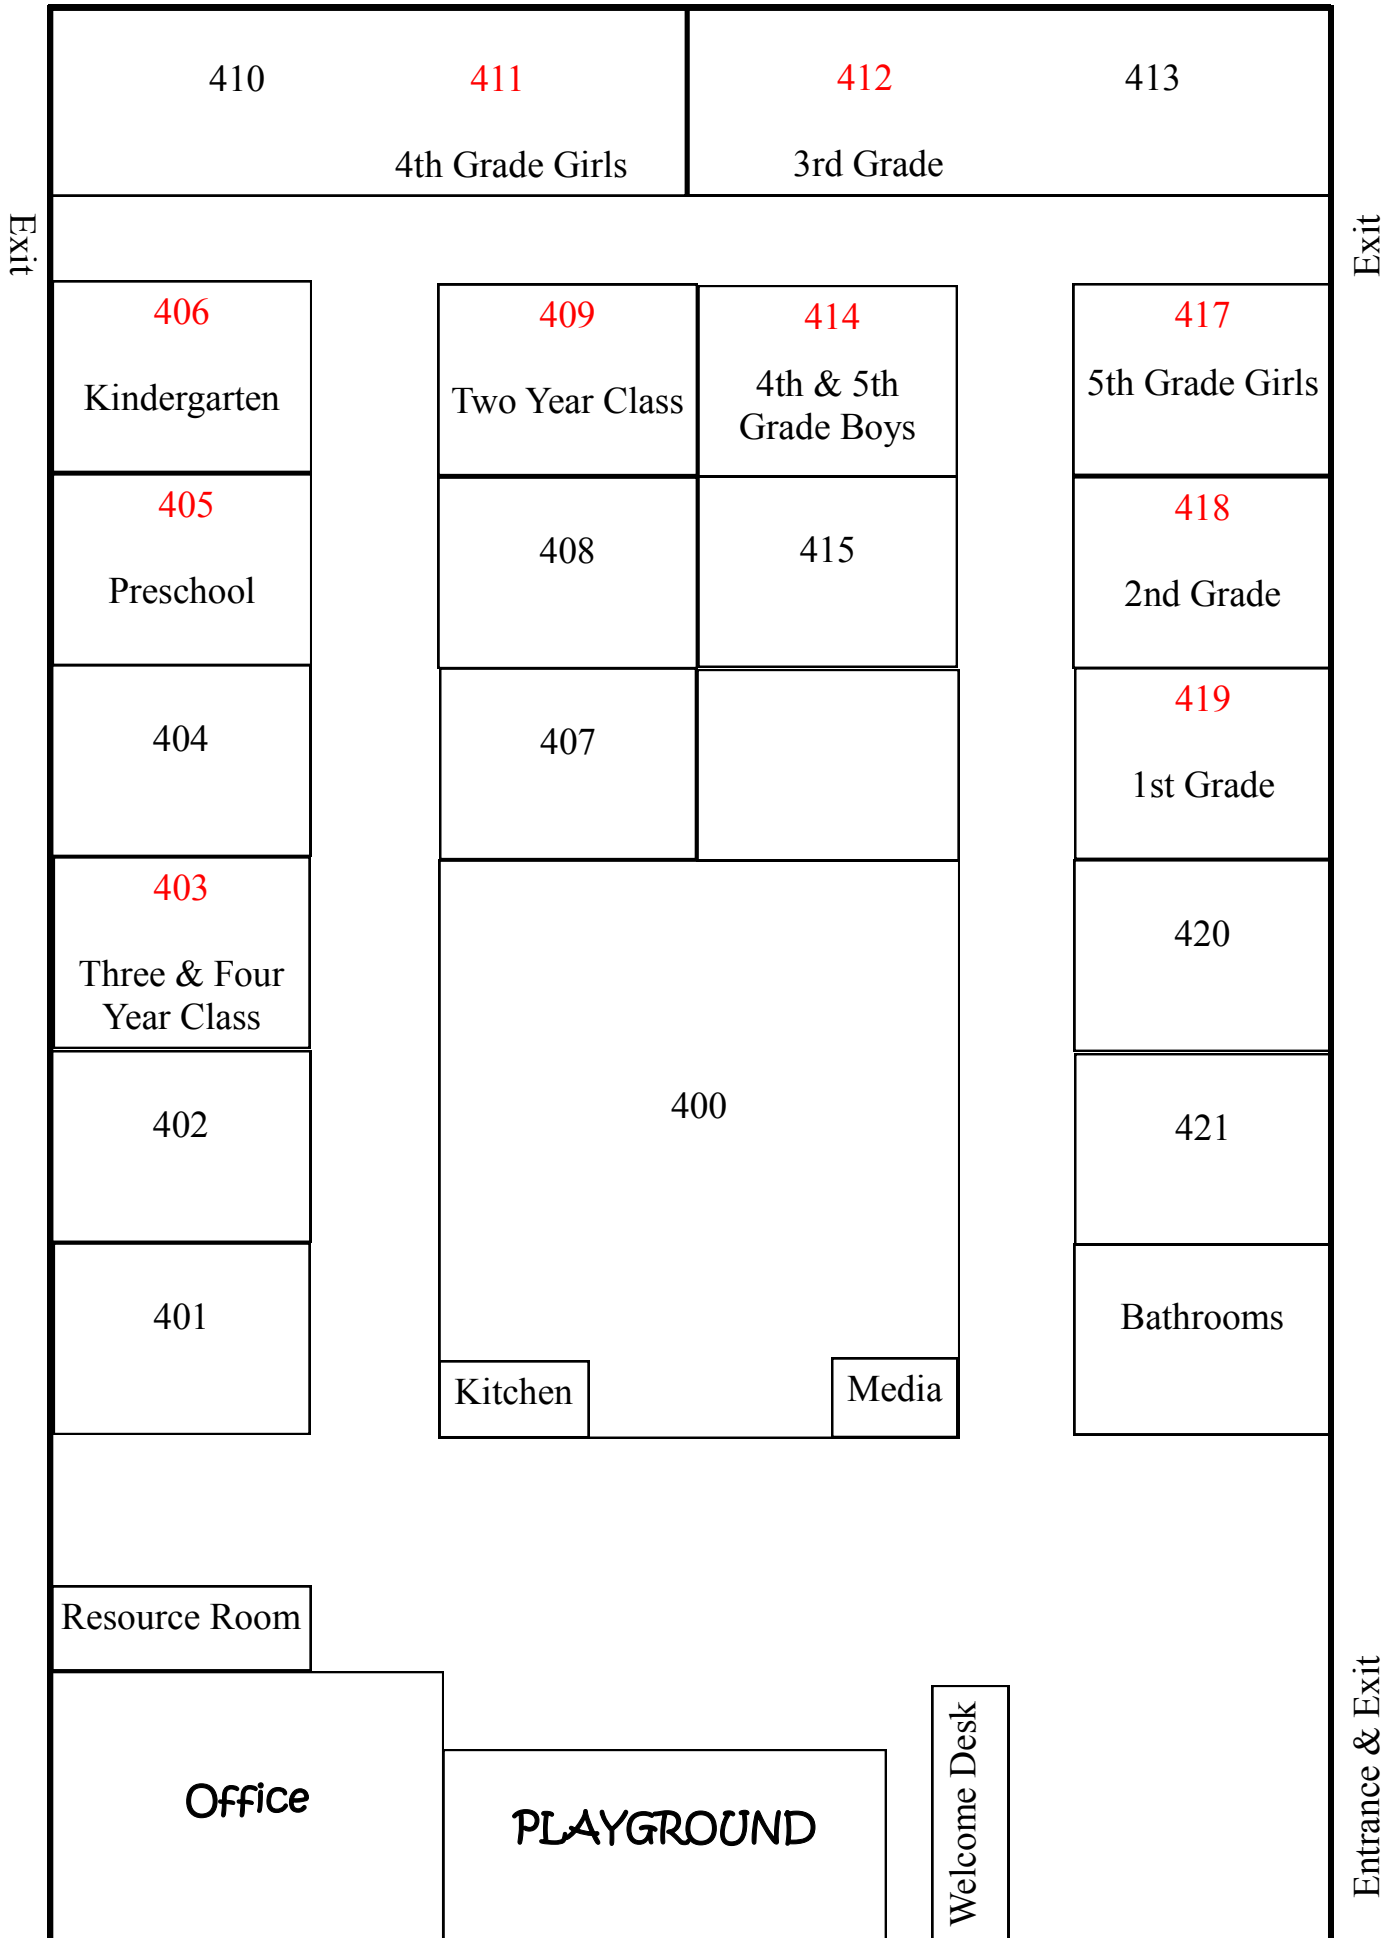 410 411 412 413
4th Grade Girls 3rd Grade
Exit
Exit
406
Kindergarten
409
Two Year Class
414
4th & 5th
Grade Boys
417
5th Grade Girls
405
Preschool
408
415
418
2nd Grade
404
407
419
1st Grade
403
Three & Four
Year Class
400
420
402
421
401
Bathrooms
Kitchen
Media
Resource Room
Office
PLAYGROUND
Welcome Desk
Entrance & Exit